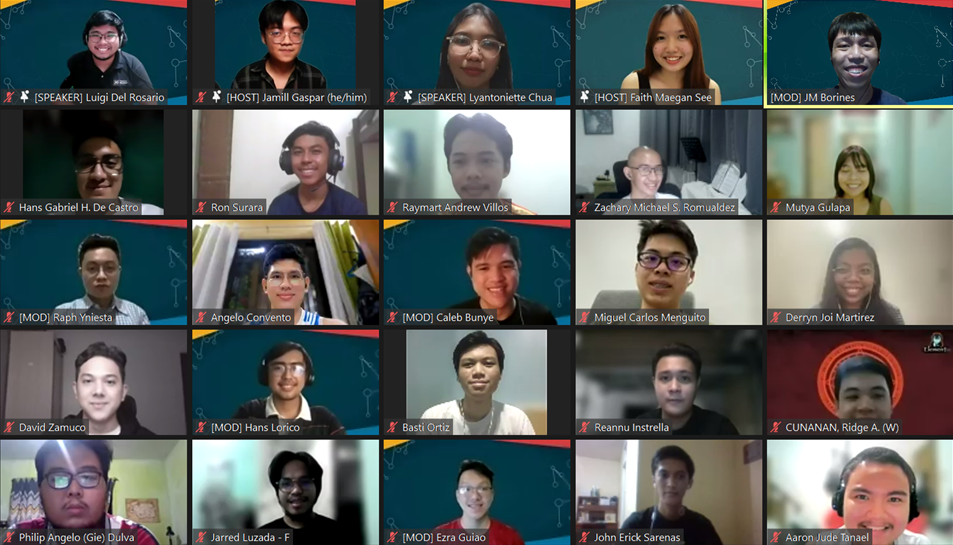 [SPEAKER] Luigi Del Rosario
[HOST] Jamill Gaspar (he/him)
[SPEAKER] Lyantoniette Chua
[HOST] Faith Maegan See
[MOD] JM Borines
Hans Gabriel H. De Castro
Ron Surara
Raymart Andrew Villos
Zachary Michael S. Romualdez
Mutya Gulapa
[MOD] Raph Yniesta
Angelo Convento
[MOD] Caleb Bunye
Miguel Carlos Menguito
Derryn Joi Martirez
David Zamuco
[MOD] Hans Lorico
Basti Ortiz
Reannu Instrella
CUNANAN, Ridge A. (W)
Philip Angelo (Gie) Dulva
Jarred Luzada - F
[MOD] Ezra Guiao
John Erick Sarenas
Aaron Jude Tanael